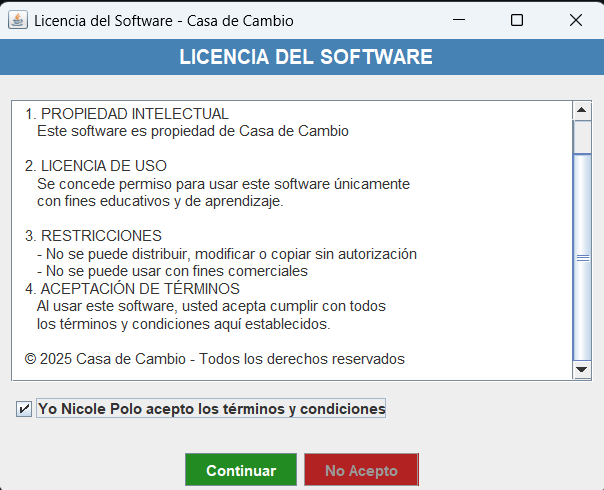 Licencia del Software - Casa de Cambio
LICENCIA DEL SOFTWARE
1. PROPIEDAD INTELECTUAL
Este software es propiedad de Casa de Cambio
2. LICENCIA DE USO
Se concede permiso para usar este software únicamente
con fines educativos y de aprendizaje.
3. RESTRICCIONES
- No se puede distribuir, modificar o copiar sin autorización
- No se puede usar con fines comerciales
4. ACEPTACIÓN DE TÉRMINOS
Al usar este software, usted acepta cumplir con todos
los términos y condiciones aquí establecidos.
© 2025 Casa de Cambio - Todos los derechos reservados
Yo Nicole Polo acepto los términos y condiciones
Continuar
No Acepto